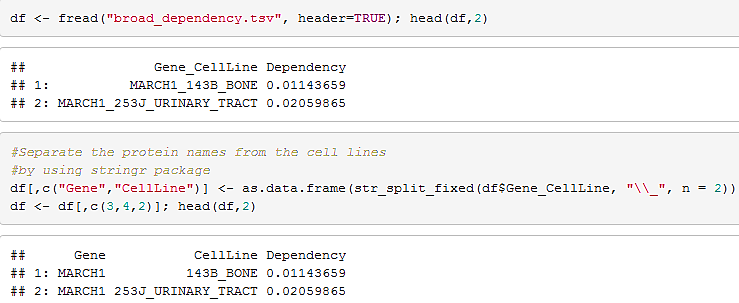 df <- fread("broad_dependency.tsv", header=TRUE); head(df,2)
## Gene_CellLine Dependency
## 1: MARCH1_143B_BONE 0.01143659
## 2: MARCH1_253J_URINARY_TRACT 0.02059865
#Separate the protein names from the cell lines
#by using stringr package
df[,c("Gene","CellLine")] <- as.data.frame(str_split_fixed(df$Gene_CellLine, "\\_", n = 2))
df <- df[,c(3,4,2)]; head(df,2)
## Gene CellLine Dependency
## 1: MARCH1 143B_BONE 0.01143659
## 2: MARCH1 253J_URINARY_TRACT 0.02059865